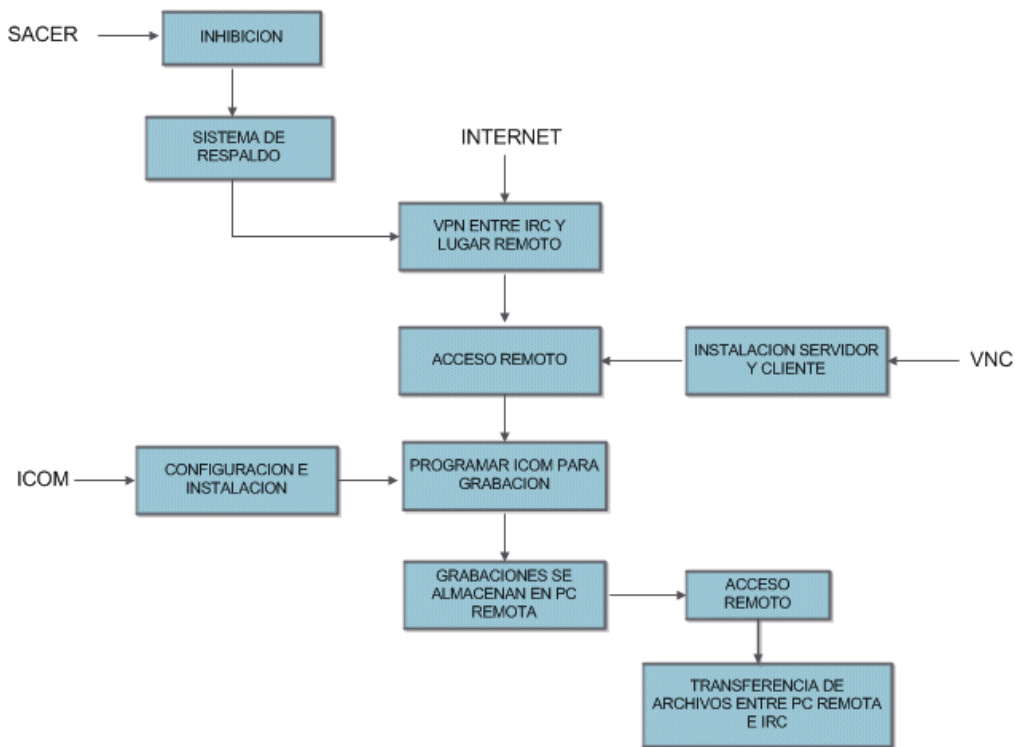 SACER
INHIBICION
SISTEMA DE
RESPALDO
INTERNET
VPN ENTRE IRC Y
LUGAR REMOTO
ACCESO REMOTO
INSTALACION SERVIDOR
Y CLIENTE
VNC
ICOM
CONFIGURACION E
INSTALACION
PROGRAMAR ICOM PARA
GRABACION
GRABACIONES SE
ALMACENAN EN PC
REMOTA
ACCESO
REMOTO
TRANSFERENCIA DE
ARCHIVOS ENTRE PC REMOTA
E IRC